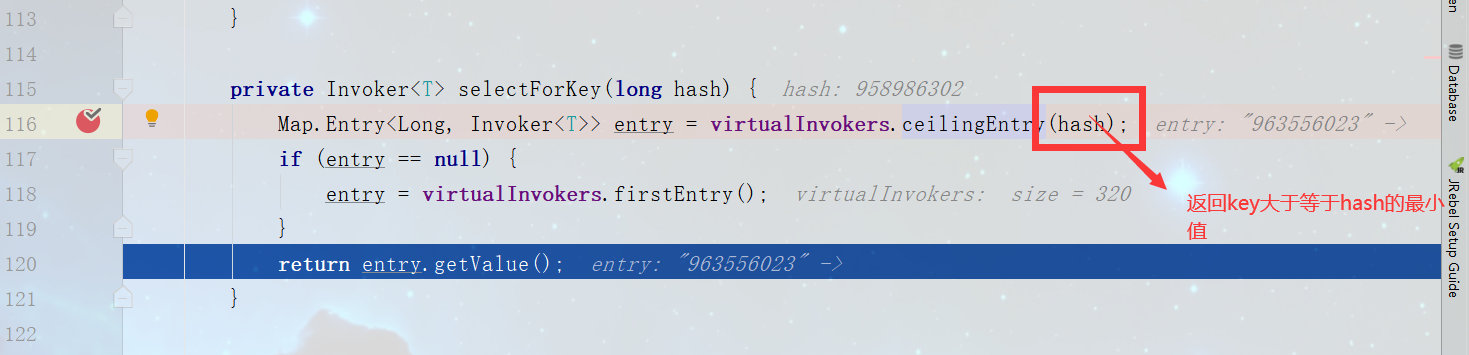 113 }
114
115 private Invoker<T> selectForKey(long hash) { hash: 958986302
116 Map.Entry<Long, Invoker<T>> entry = virtualInvokers.ceilingEntry(hash); entry: "963556023" ->
117 if (entry == null) {
118 entry = virtualInvokers.firstEntry(); virtualInvokers: size = 320
119 }
120 return entry.getValue(); entry: "963556023" ->
121 }
122
返回key大于等于hash的最小
值
en
Database
JRebel Setup Guide